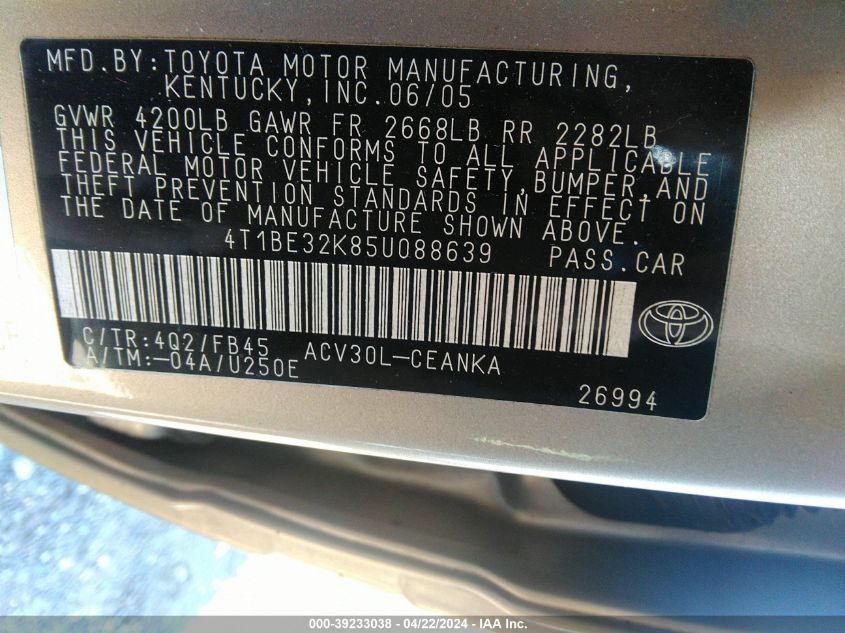 MFD.BY:TOYOTA MOTOR MANUFACTURING,
KENTUCKY,INC.06/05
GVWR 4200LB GAWR FR 2668LB RR 2282LB
THIS VEHICLE CONFORMS TO ALL APPLICABLE
FEDERAL MOTOR VEHICLE SAFETY,BUMPER,AND
THEFT PREVENTION STANDARDS IN EFFECT ON
THE DATE OF MANUFACTURE SHOWN ABOVE.
4T1BE32K85U088639 PASS.CAR
C/TR:4Q2/FB45 ACV30L-CEANKA
A/TM:-04A/U250E
26994
000-39233038 - 04/22/2024 - IAA Inc.